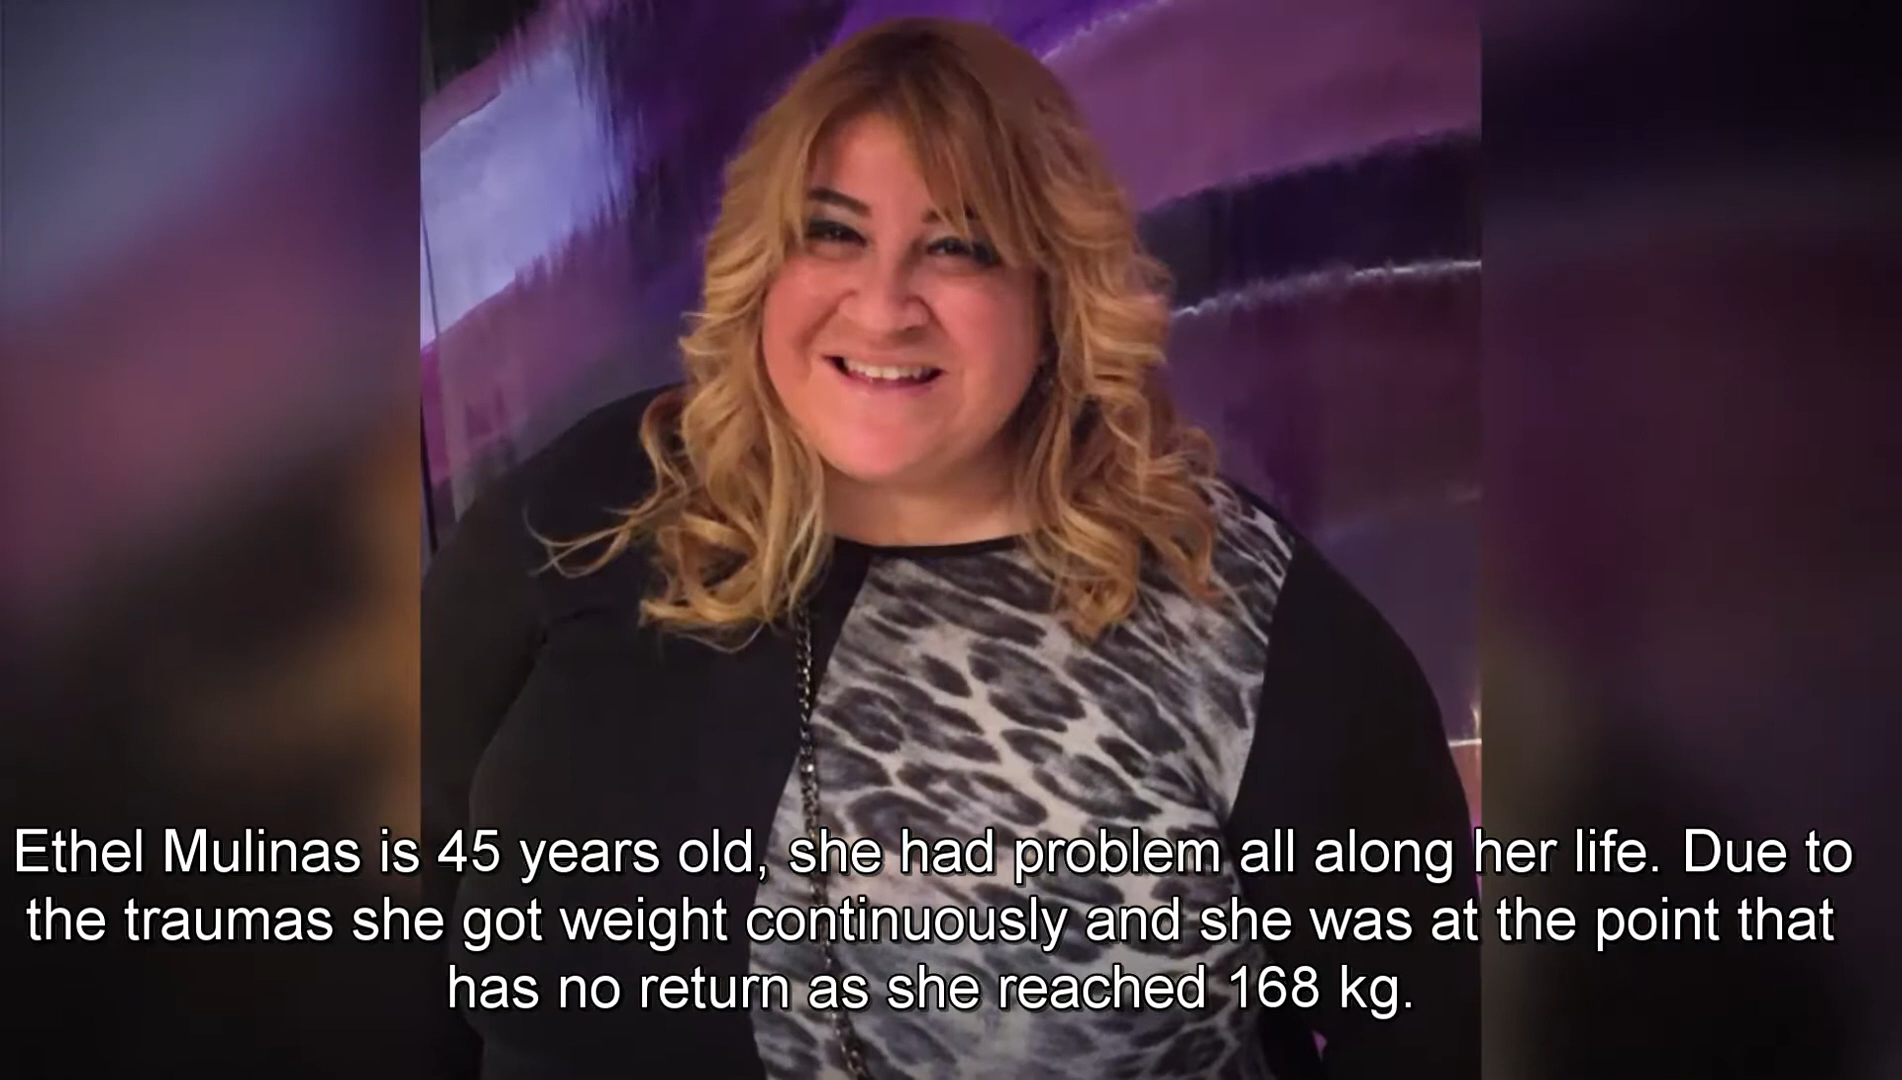 Ethel Mulinas is 45 years old, she had problem all along her life. Due to
the traumas she got weight continuously and she was at the point that
has no return as she reached 168 kg.